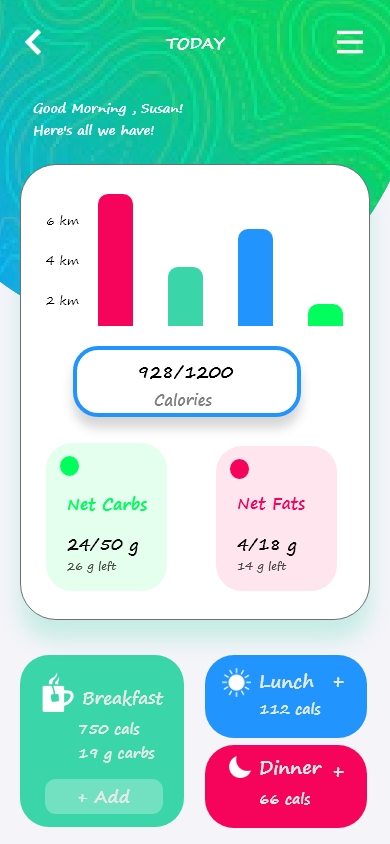 TODAY
Good Morning , Susan!
Here's all we have!
6 km
4 km
2 km
928/1200
Calories
Net Carbs
24/50 g
26 g left
Net Fats
4/18 g
14 g left
Breakfast
750 cals
19 g carbs
+ Add
Lunch +
112 cals
Dinner +
66 cals